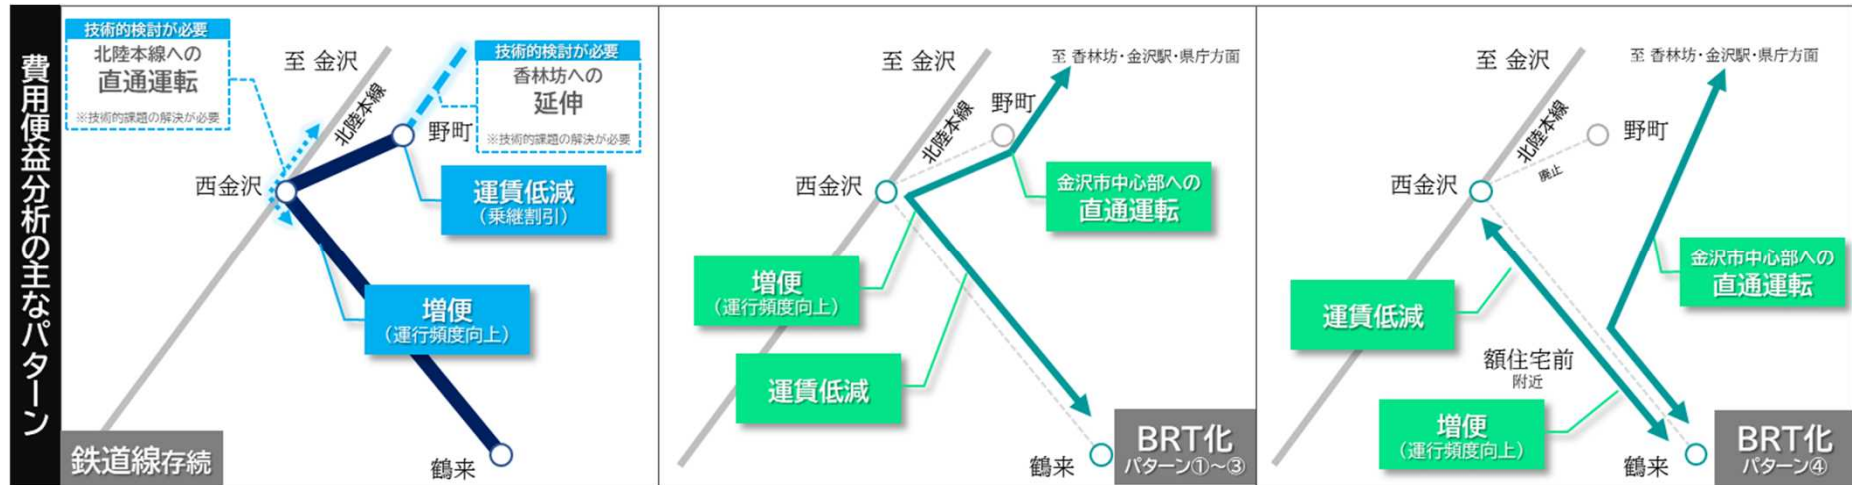 費用便益分析の主なパターン
技術的検討が必要
北陸本線への
直通運転
※技術的課題の解決が必要
至 金沢
北陸本線
技術的検討が必要
香林坊への
延伸
※技術的課題の解決が必要
野町
西金沢
運賃低減
（乗継割引）
増便
（運行頻度向上）
鉄道線存続
鶴来
至 金沢
至 香林坊・金沢駅・県庁方面
北陸本線
野町
西金沢
金沢市中心部への
直通運転
増便
（運行頻度向上）
運賃低減
鶴来
BRT化
パターン①～③
至 金沢
至 香林坊・金沢駅・県庁方面
北陸本線
野町
廃止
西金沢
金沢市中心部への
直通運転
運賃低減
額住宅前
附近
増便
（運行頻度向上）
鶴来
BRT化
パターン④